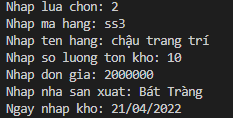 Nhap lua chon: 2
Nhap ma hang: ss3
Nhap ten hang: chậu trang trí
Nhap so luong ton kho: 10
Nhap don gia: 2000000
Nhap nha san xuat: Bát Tràng
Ngay nhap kho: 21/04/2022